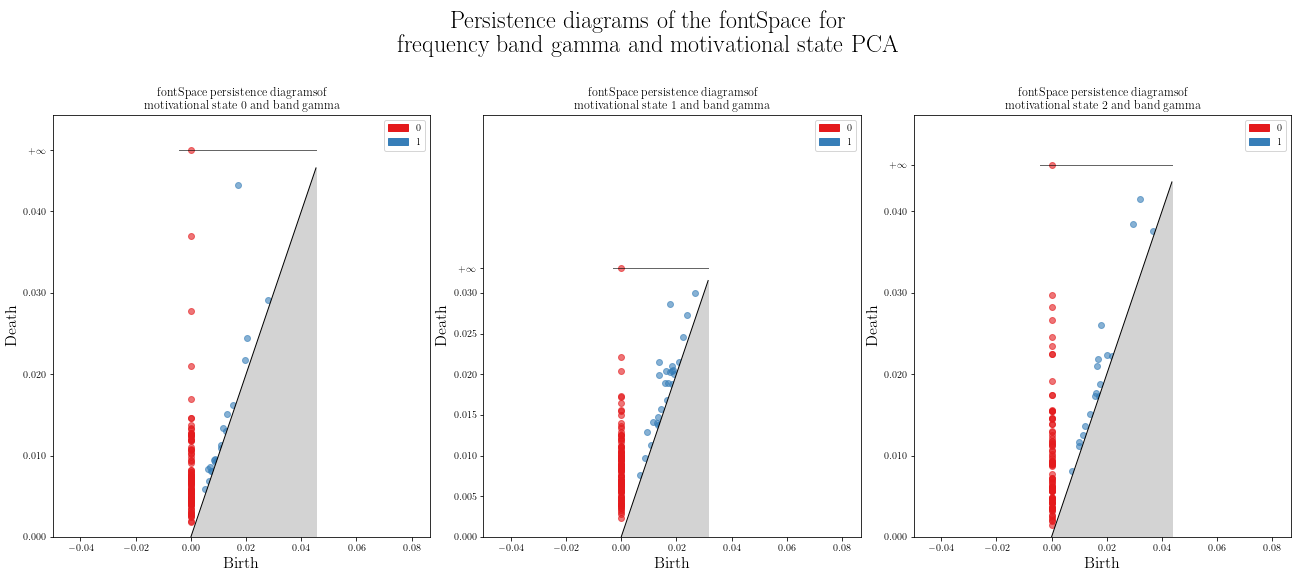 Persistence diagrams of the fontSpace for
frequency band gamma and motivational state PCA
fontSpace persistence diagramsof
motivational state 0 and band gamma
0
1
+∞
0.040
0.030
0.020
0.010
0.000
Death
−0.04 −0.02 0.00 0.02 0.04 0.06 0.08
Birth
fontSpace persistence diagramsof
motivational state 1 and band gamma
0
1
+∞
0.030
0.025
0.020
0.015
0.010
0.005
0.000
Death
−0.04 −0.02 0.00 0.02 0.04 0.06 0.08
Birth
fontSpace persistence diagramsof
motivational state 2 and band gamma
0
1
+∞
0.040
0.030
0.020
0.010
0.000
Death
−0.04 −0.02 0.00 0.02 0.04 0.06 0.08
Birth